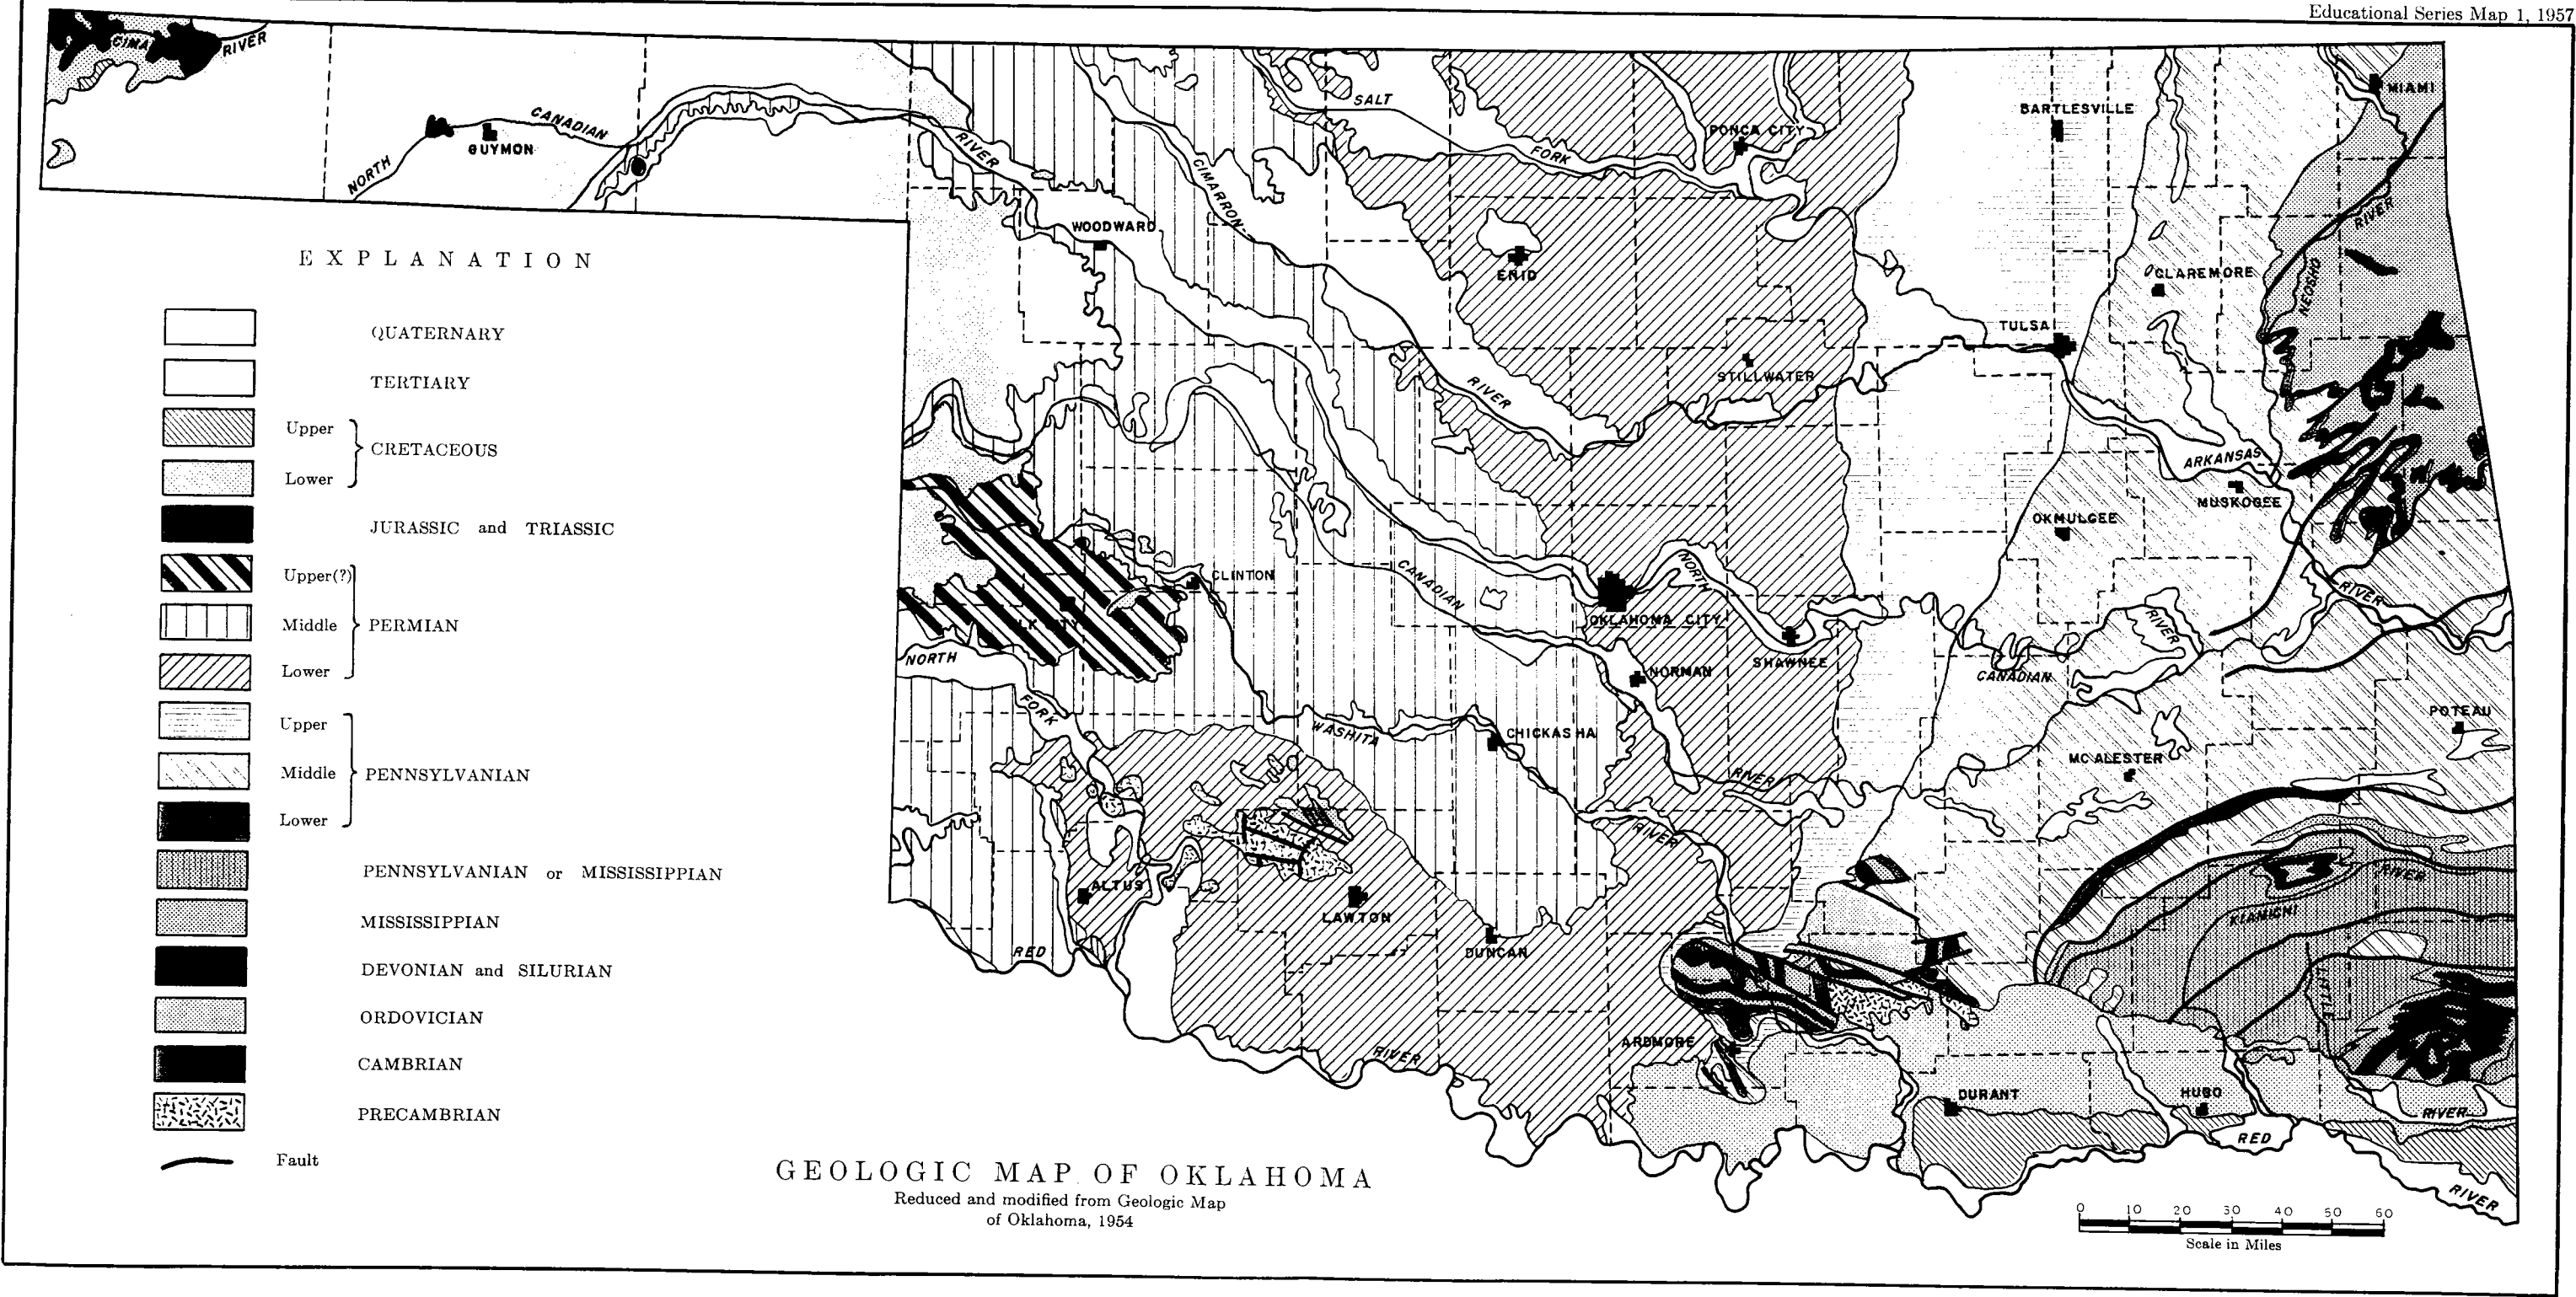 Educational Series Map 1, 1957
RIVER
NORTH
CANADIAN
GUYMON
RIVER
WOODWARD
CIMARRON
SALT
FORK
PONCA CITY
ENID
BARTLESVILLE
MIAMI
RIVER
NEOSHO
CLAREMORE
TULSA
STILLWATER
RIVER
ARKANSAS
MUSKOGEE
OKMULGEE
RIVER
CLINTON
CANADIAN
NORTH
OKLAHOMA CITY
SHAWNEE
NORMAN
RIVER
CANADIAN
NORTH
FORK
WASHITA
CHICKASHA
RIVER
POTEAU
MC ALESTER
RIVER
ALTUS
LAWTON
DUNCAN
RED
RIVER
KIAMICHI
RIVER
LITTLE
ARDMORE
DURANT
HUGO
RIVER
RED
RIVER
EXPLANATION
QUATERNARY
TERTIARY
Upper
CRETACEOUS
Lower
JURASSIC and TRIASSIC
Upper(?)
Middle PERMIAN
Lower
Upper
Middle PENNSYLVANIAN
Lower
PENNSYLVANIAN or MISSISSIPPIAN
MISSISSIPPIAN
DEVONIAN and SILURIAN
ORDOVICIAN
CAMBRIAN
PRECAMBRIAN
Fault
GEOLOGIC MAP OF OKLAHOMA
Reduced and modified from Geologic Map
of Oklahoma, 1954
0 10 20 30 40 50 60
Scale in Miles